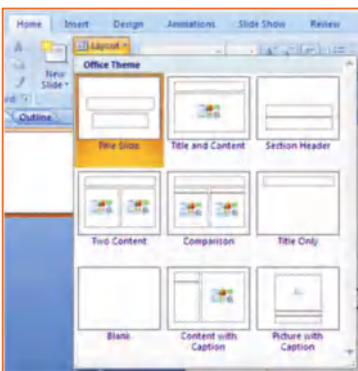 Home Insert Design Animations Slide Show Review
Layout
New
Slide
Office Theme
Outline
Title Slide Title and Content Section Header
Two Content Comparison Title Only
Blank Content with Caption Picture with Caption